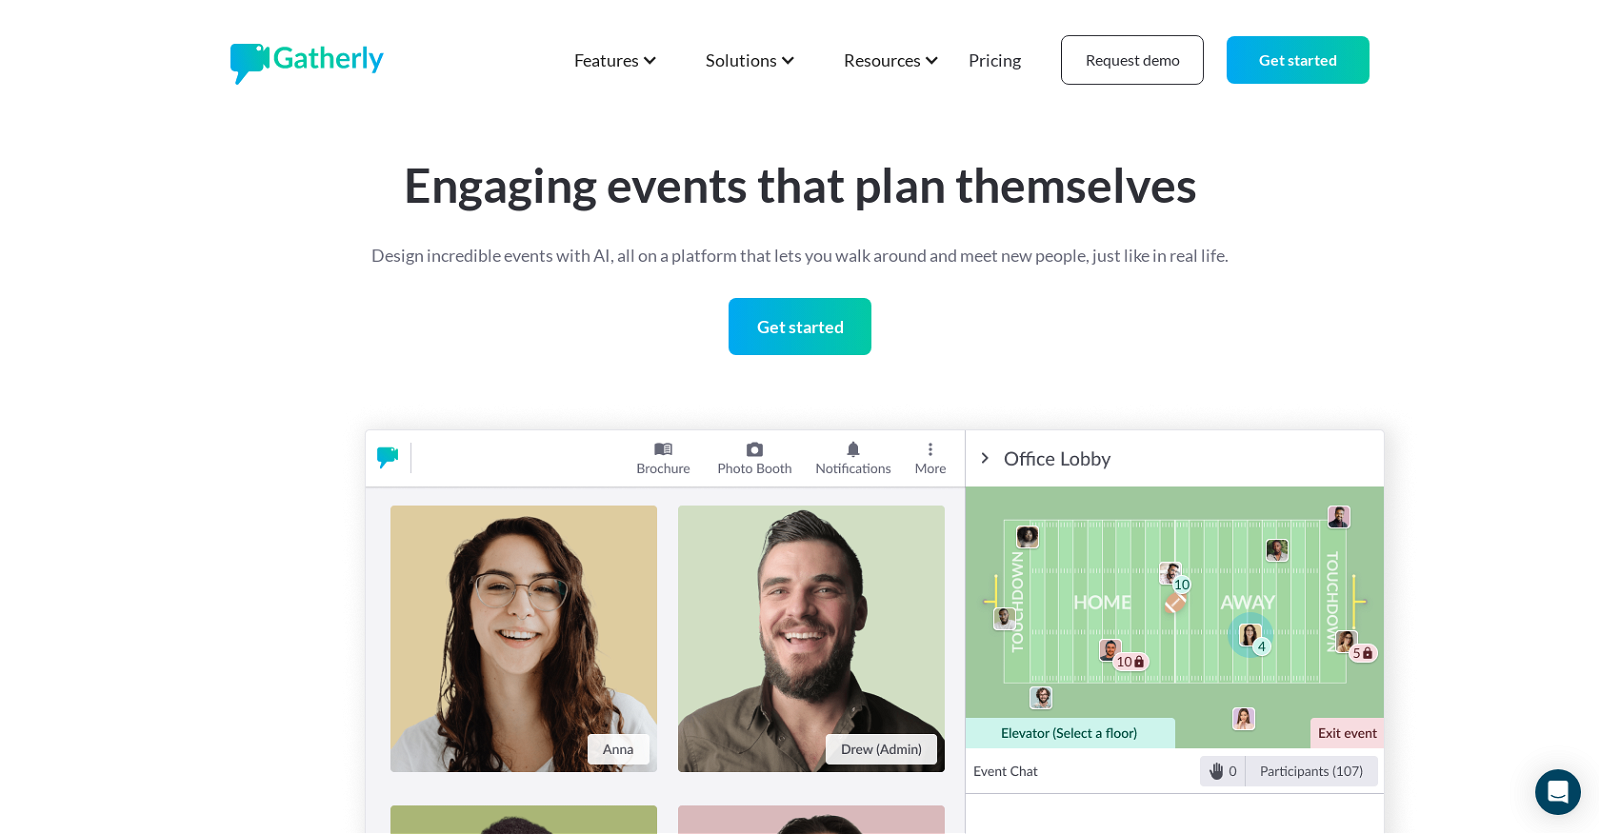 Gatherly
Features
Solutions
Resources
Pricing
Request demo
Get started
Engaging events that plan themselves
Design incredible events with AI, all on a platform that lets you walk around and meet new people, just like in real life.
Get started
Brochure
Photo Booth
Notifications
More
Office Lobby
Anna
Drew (Admin)
TOUCHDOWN
HOME
AWAY
TOUCHDOWN
10
4
10
5
Elevator (Select a floor)
Exit event
Event Chat
0
Participants (107)